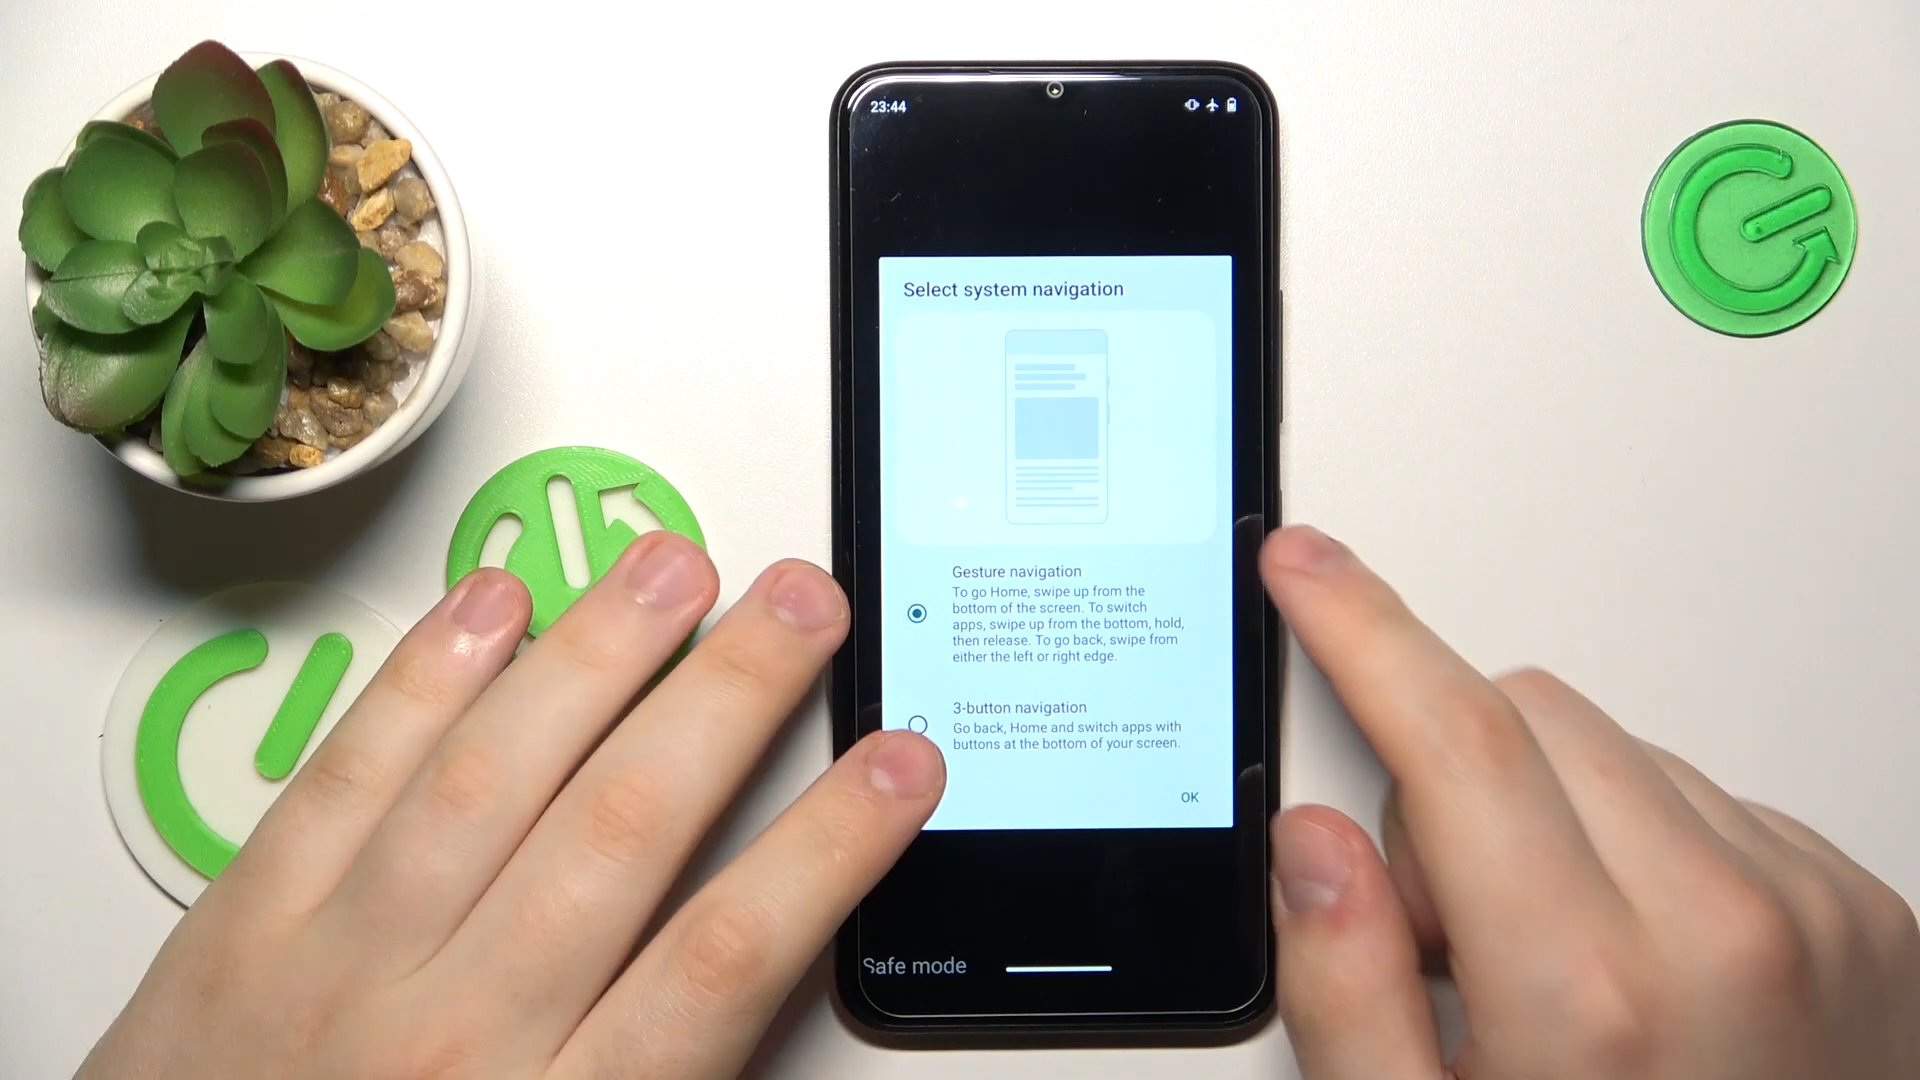 23:44
Select system navigation
Gesture navigation
To go Home, swipe up from the
bottom of the screen. To switch
apps, swipe up from the bottom, hold,
then release. To go back, swipe from
either the left or right edge.
3-button navigation
Go back, Home and switch apps with
buttons at the bottom of your screen.
OK
Safe mode